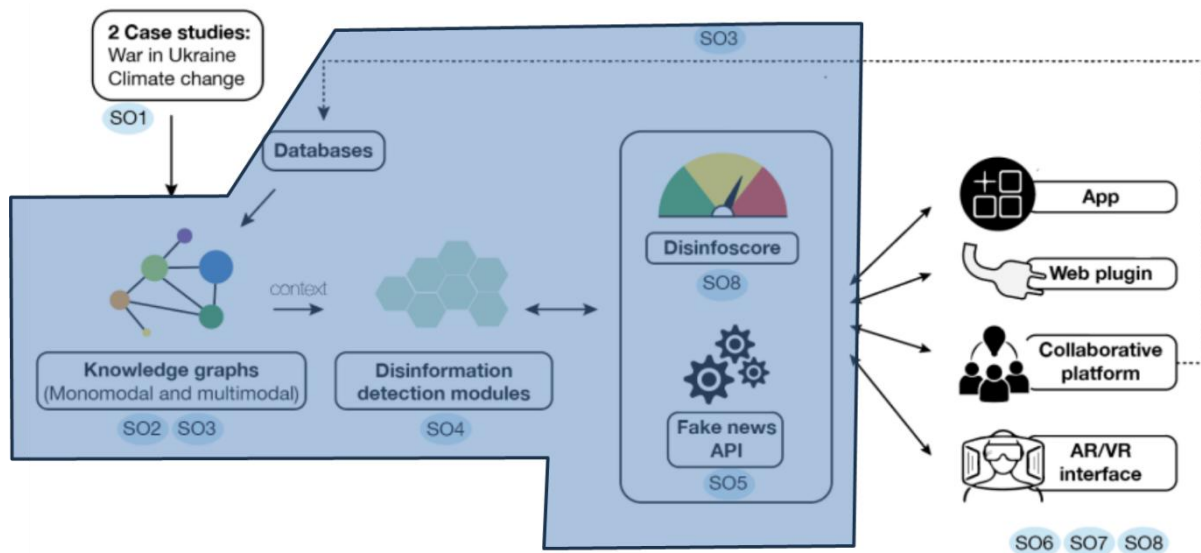 2 Case studies:
War in Ukraine
Climate change
SO1
SO3
Databases
context
Knowledge graphs
(Monomodal and multimodal)
SO2 SO3
Disinformation
detection modules
SO4
Disinfoscore
SO8
Fake news
API
SO5
App
Web plugin
Collaborative
platform
AR/VR
interface
SO6 SO7 SO8